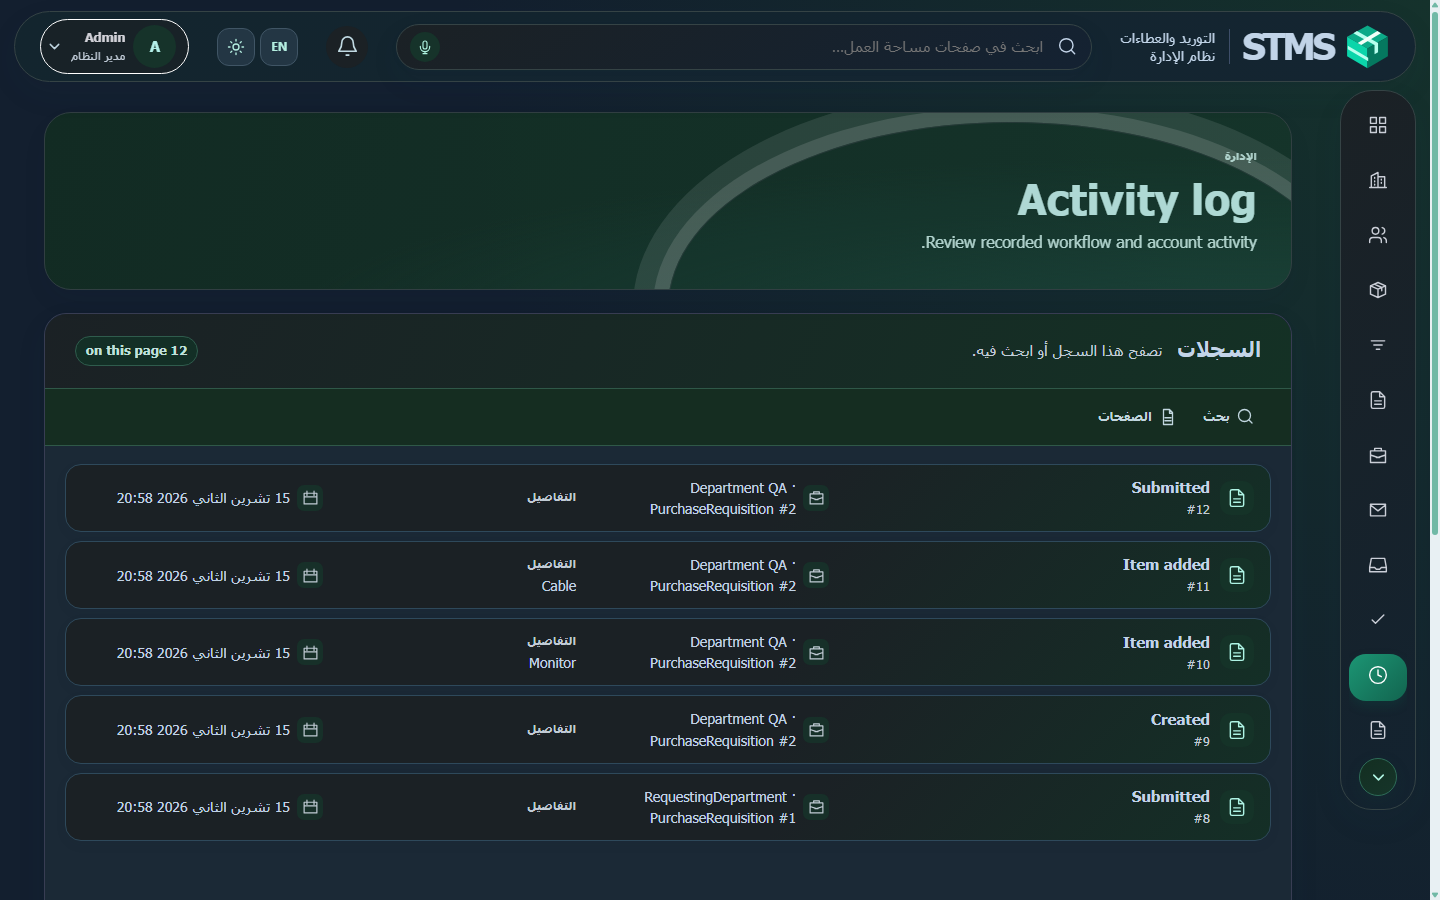 STMS
التوريد والعطاءات
نظام الإدارة
ابحث في صفحات مساحة العمل...
EN
A
Admin
مدير النظام
الإدارة
Activity log
.Review recorded workflow and account activity
السجلات
تصفح هذا السجل أو ابحث فيه.
on this page 12
بحث
الصفحات
Submitted
#12
Department QA ·
PurchaseRequisition #2
التفاصيل
15 تشرين الثاني 2026 20:58
Item added
#11
Department QA ·
PurchaseRequisition #2
التفاصيل
Cable
15 تشرين الثاني 2026 20:58
Item added
#10
Department QA ·
PurchaseRequisition #2
التفاصيل
Monitor
15 تشرين الثاني 2026 20:58
Created
#9
Department QA ·
PurchaseRequisition #2
التفاصيل
15 تشرين الثاني 2026 20:58
Submitted
#8
RequestingDepartment ·
PurchaseRequisition #1
التفاصيل
15 تشرين الثاني 2026 20:58